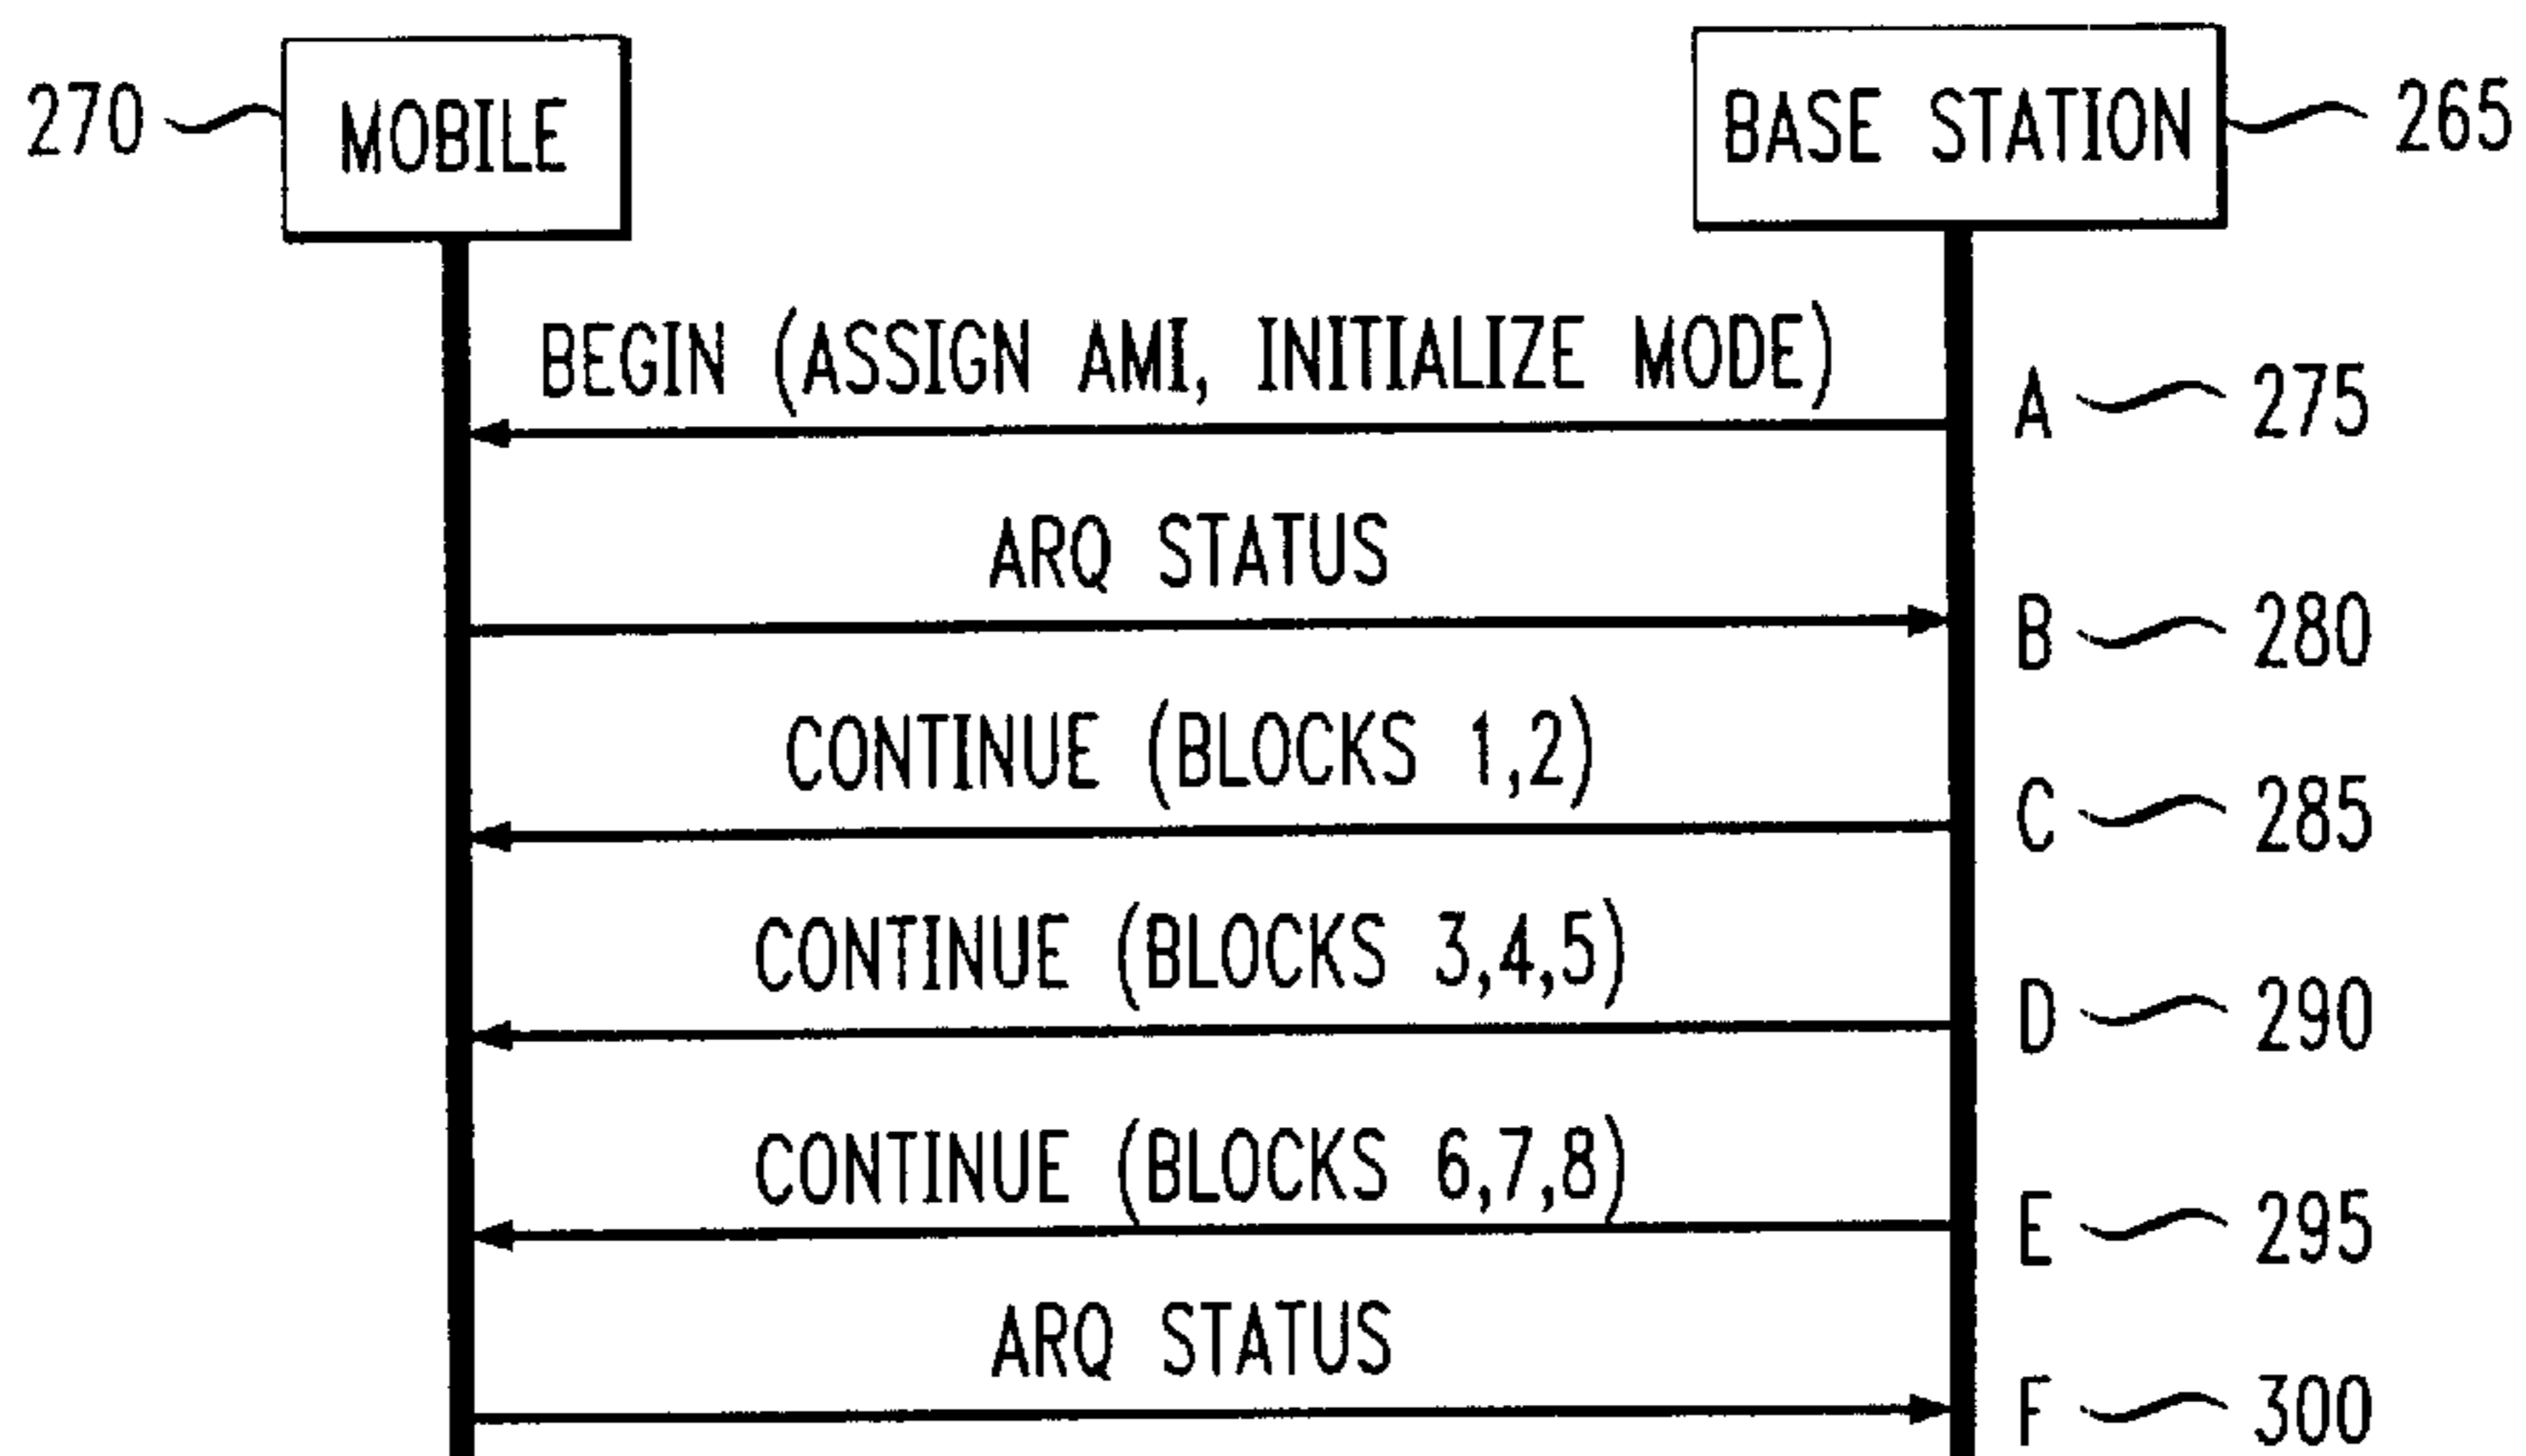 270 MOBILE BASE STATION 265
BEGIN (ASSIGN AMI, INITIALIZE MODE)
A 275
ARQ STATUS
B 280
CONTINUE (BLOCKS 1,2)
C 285
CONTINUE (BLOCKS 3,4,5)
D 290
CONTINUE (BLOCKS 6,7,8)
E 295
ARQ STATUS
F 300